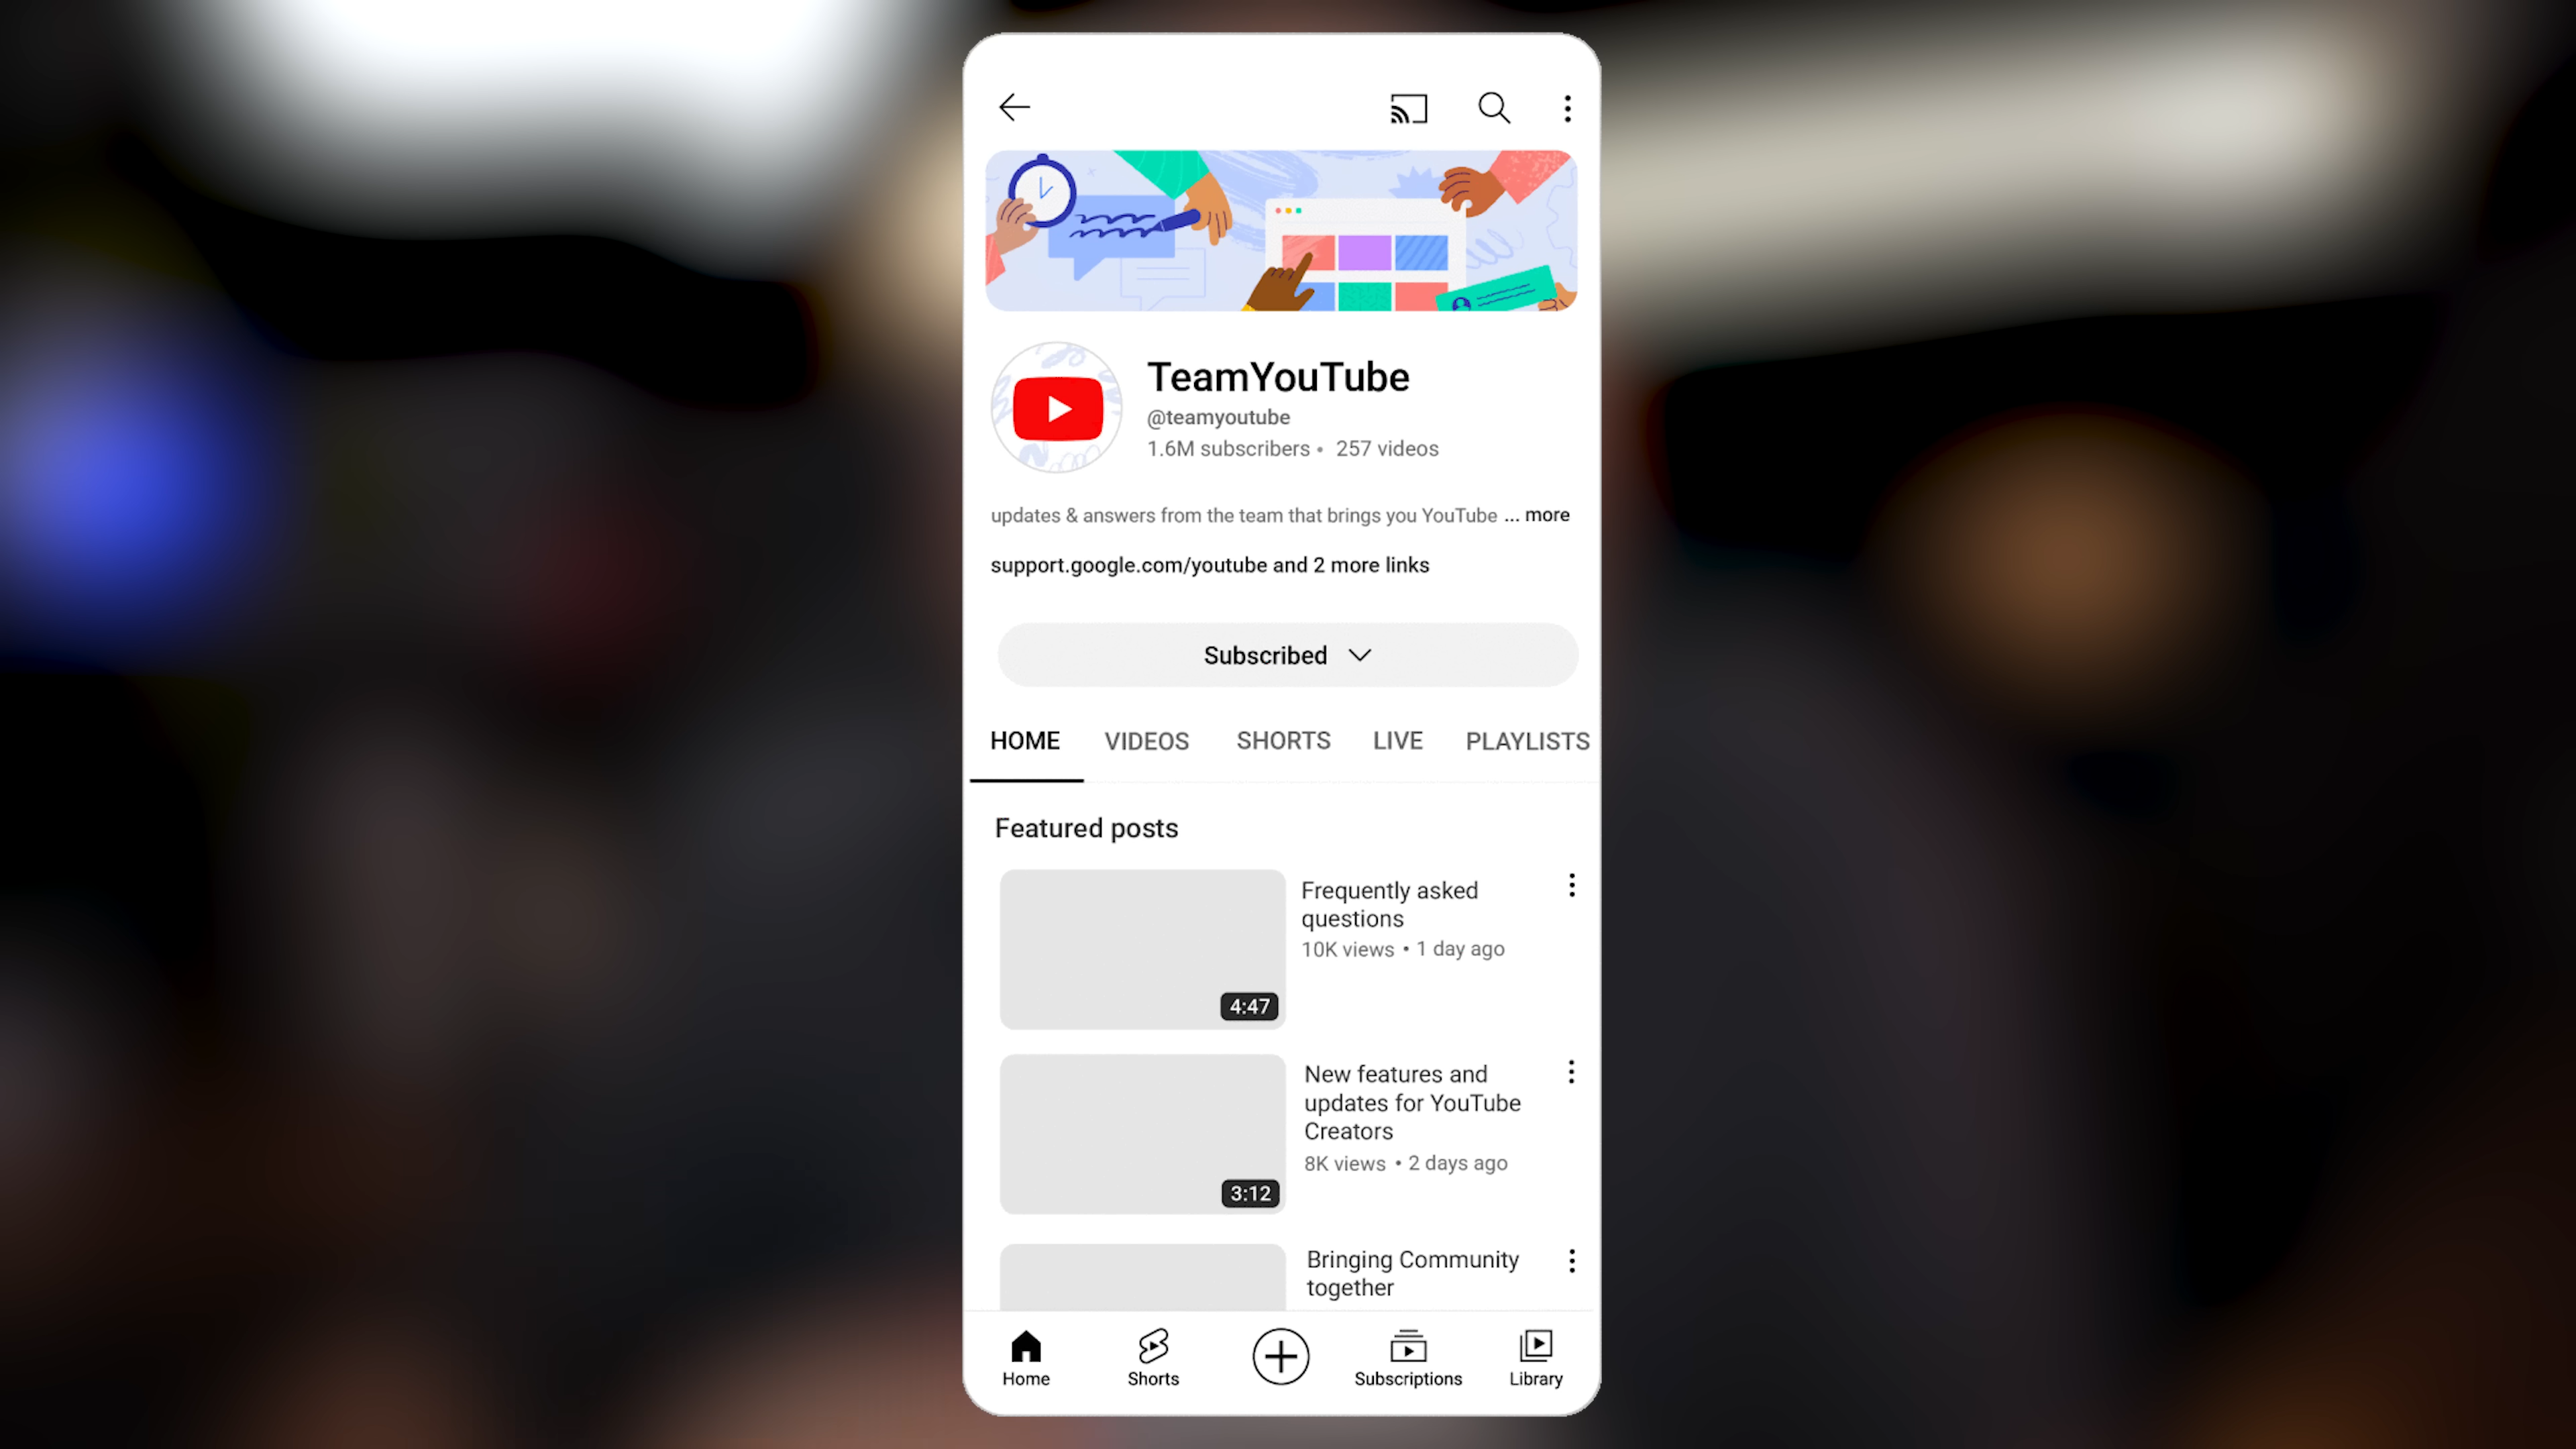 TeamYouTube
@teamyoutube
1.6M subscribers • 257 videos
updates & answers from the team that brings you YouTube ... more
support.google.com/youtube and 2 more links
Subscribed
HOME VIDEOS SHORTS LIVE PLAYLISTS
Featured posts
Frequently asked
questions
10K views • 1 day ago
4:47
New features and
updates for YouTube
Creators
8K views • 2 days ago
3:12
Bringing Community
together
Home Shorts Subscriptions Library